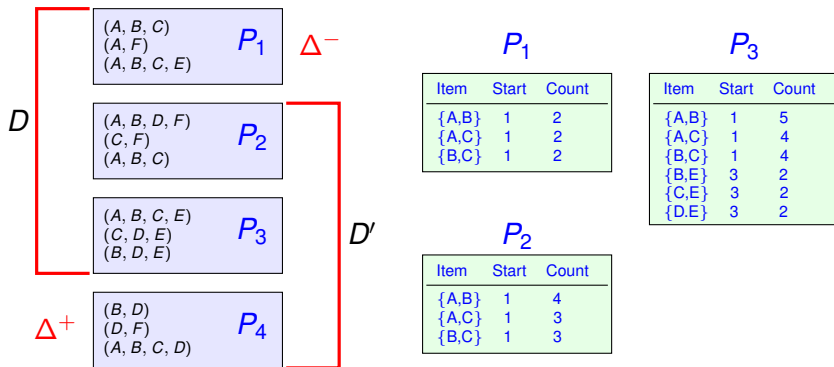 D
(A, B, C)
(A, F)
(A, B, C, E)
P₁
Δ⁻
(A, B, D, F)
(C, F)
(A, B, C)
P₂
(A, B, C, E)
(C, D, E)
(B, D, E)
P₃
D′
Δ⁺
(B, D)
(D, F)
(A, B, C, D)
P₄
P₁
Item Start Count
{A,B} 1 2
{A,C} 1 2
{B,C} 1 2
P₂
Item Start Count
{A,B} 1 4
{A,C} 1 3
{B,C} 1 3
P₃
Item Start Count
{A,B} 1 5
{A,C} 1 4
{B,C} 1 4
{B,E} 3 2
{C,E} 3 2
{D.E} 3 2